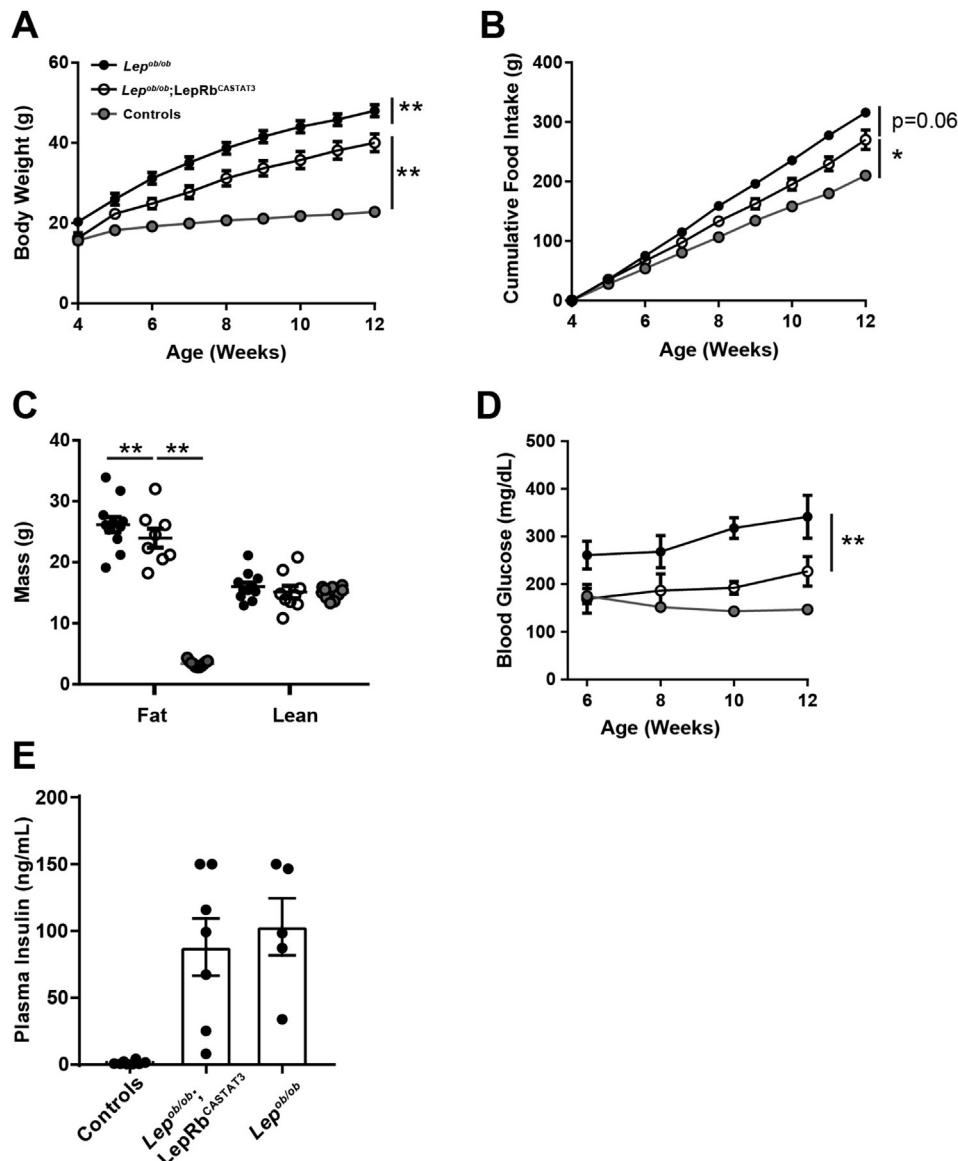 A
Body Weight (g)
60
40
20
0
Lep^ob/ob
Lep^ob/ob;LepRb^CASTAT3
Controls
**
**
4 6 8 10 12
Age (Weeks)
B
Cumulative Food Intake (g)
400
300
200
100
0
p=0.06
*
4 6 8 10 12
Age (Weeks)
C
Mass (g)
40
30
20
10
0
** **
Fat Lean
D
Blood Glucose (mg/dL)
500
400
300
200
100
0
**
6 8 10 12
Age (Weeks)
E
Plasma Insulin (ng/mL)
200
150
100
50
0
Controls
Lep^ob/ob;
LepRb^CASTAT3
Lep^ob/ob